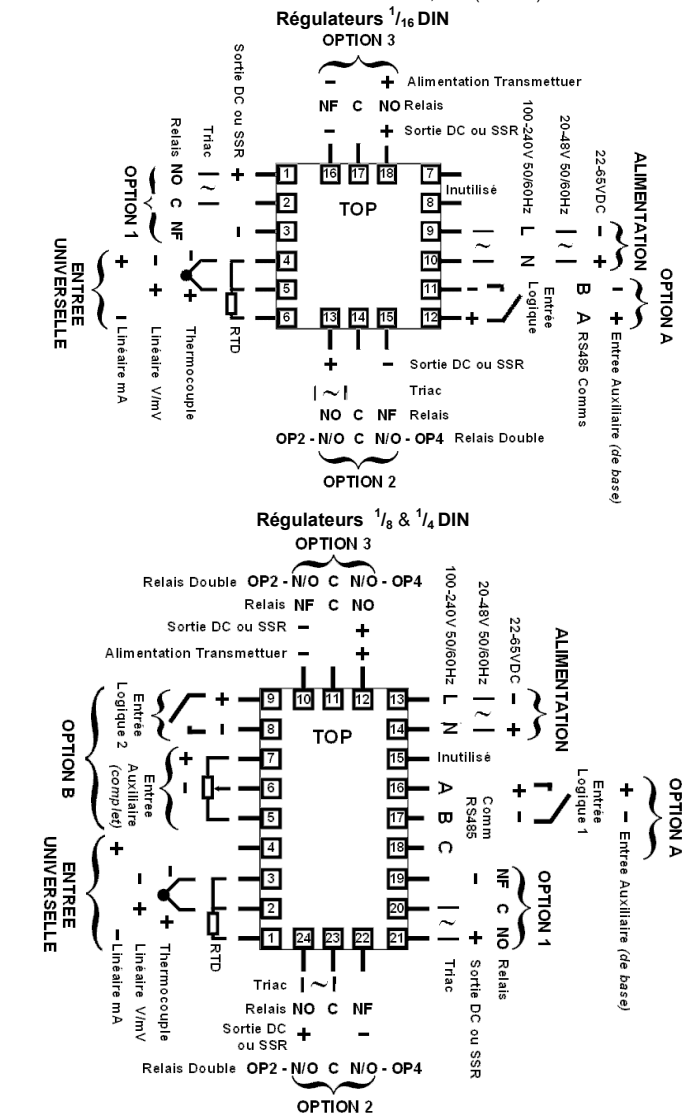 Régulateurs 1/16 DIN
OPTION 3
− + Alimentation Transmettuer
NF C NO Relais
− + Sortie DC ou SSR
Sortie DC ou SSR + -
Triac | ~ |
Relais NO C NF
OPTION 1
1 16 17 18 7
2 TOP 8 Inutilisé
3 9
4 10
5 11
6 13 14 15 12
100-240V 50/60Hz L N
20-48V 50/60Hz | ~ |
22-65VDC − +
ALIMENTATION
− + Entrée Logique
B A RS485 Comms
− + Entree Auxiliaire (de base)
OPTION A
RTD
− + Thermocouple
− + Linéaire V/mV
+ − Linéaire mA
ENTREE UNIVERSELLE
+ − Sortie DC ou SSR
| ~ | Triac
NO C NF Relais
OP2 - N/O C N/O - OP4 Relais Double
OPTION 2
Régulateurs 1/8 & 1/4 DIN
OPTION 3
Relais Double OP2 - N/O C N/O - OP4
Relais NF C NO
Sortie DC ou SSR − +
Alimentation Transmettuer − +
9 10 11 12 13
8 TOP 14
7 15 Inutilisé
6 16
5 17
4 18
3 19
2 20
1 24 23 22 21
100-240V 50/60Hz L N
20-48V 50/60Hz | ~ |
22-65VDC − +
ALIMENTATION
Entrée Logique 2 + -
+ − Entree Auxiliaire (complet)
OPTION B
A B C Comm RS485
+ − Entrée Logique 1
+ − Entree Auxiliaire (de base)
OPTION A
NF C NO Relais
− + Sortie DC ou SSR
| ~ | Triac
OPTION 1
RTD
− + Thermocouple
− + Linéaire V/mV
+ − Linéaire mA
ENTREE UNIVERSELLE
Triac | ~ |
Relais NO C NF
Sortie DC ou SSR + −
Relais Double OP2 - N/O C N/O - OP4
OPTION 2